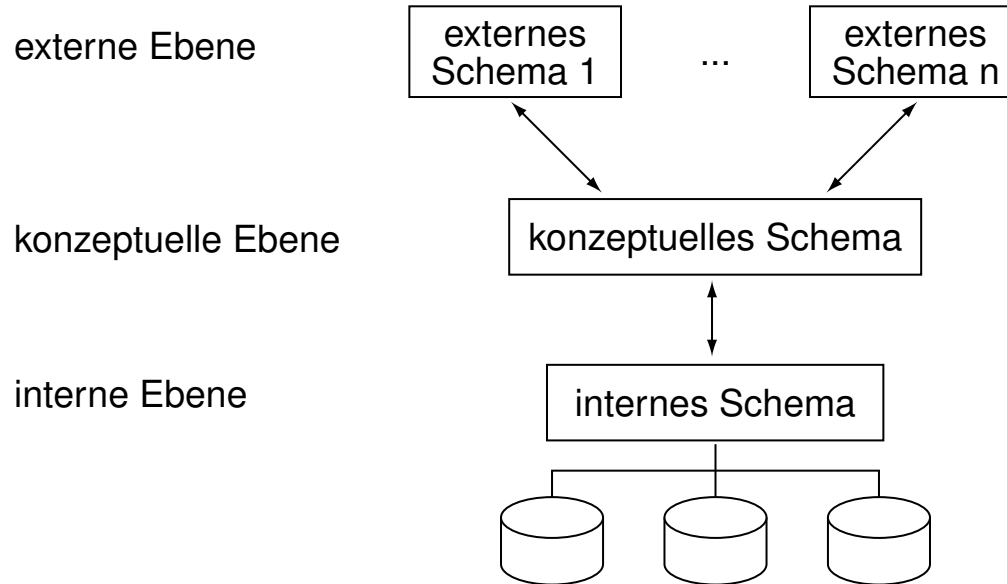 externe Ebene
externes
Schema 1
...
externes
Schema n
konzeptuelle Ebene
konzeptuelles Schema
interne Ebene
internes Schema